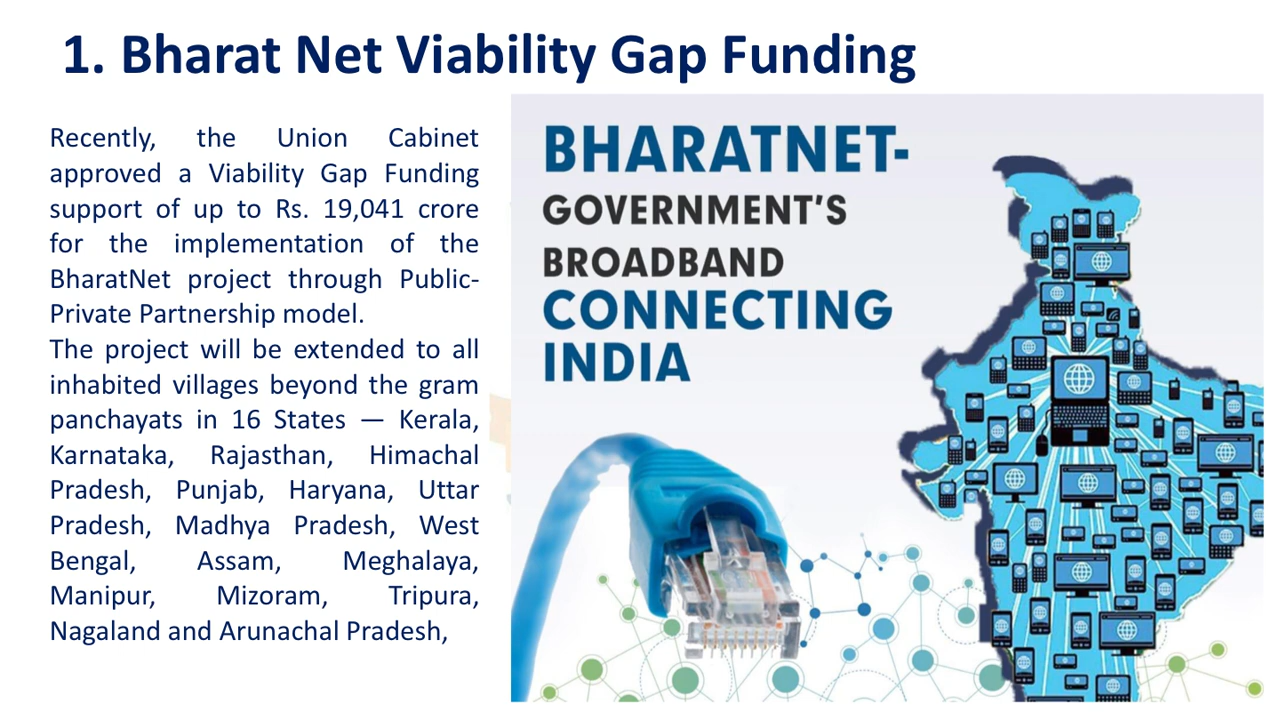 1. Bharat Net Viability Gap Funding
Recently, the Union Cabinet
approved a Viability Gap Funding
support of up to Rs. 19,041 crore
for the implementation of the
BharatNet project through Public-
Private Partnership model.
The project will be extended to all
inhabited villages beyond the gram
panchayats in 16 States — Kerala,
Karnataka, Rajasthan, Himachal
Pradesh, Punjab, Haryana, Uttar
Pradesh, Madhya Pradesh, West
Bengal, Assam, Meghalaya,
Manipur, Mizoram, Tripura,
Nagaland and Arunachal Pradesh,
BHARATNET-
GOVERNMENT'S
BROADBAND
CONNECTING
INDIA